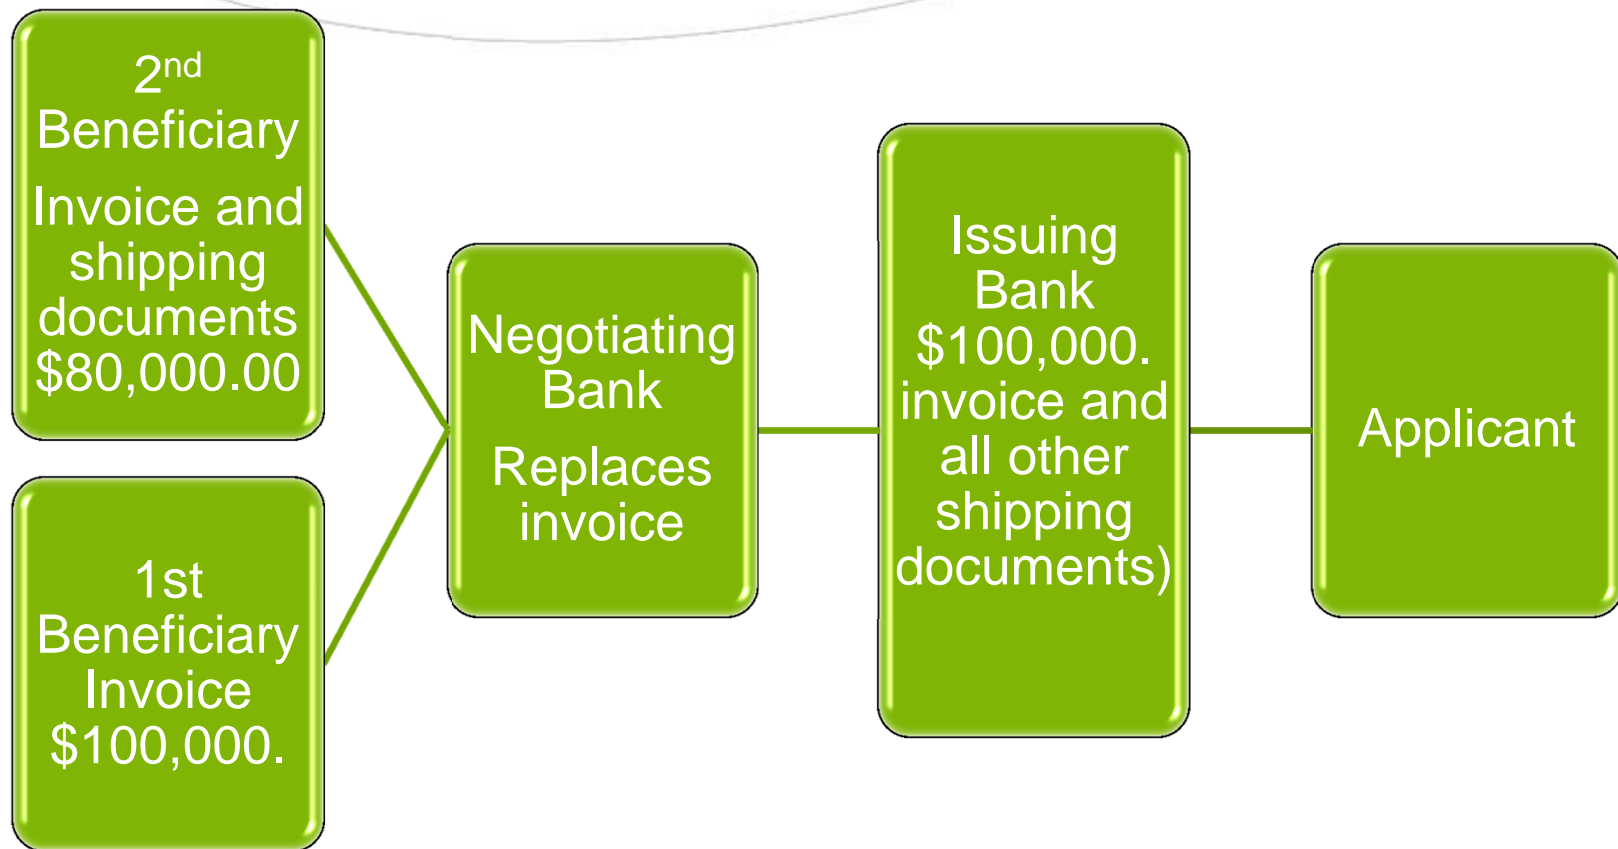 2nd
Beneficiary
Invoice and
shipping
documents
$80,000.00
1st
Beneficiary
Invoice
$100,000.
Negotiating
Bank
Replaces
invoice
Issuing
Bank
$100,000.
invoice and
all other
shipping
documents)
Applicant